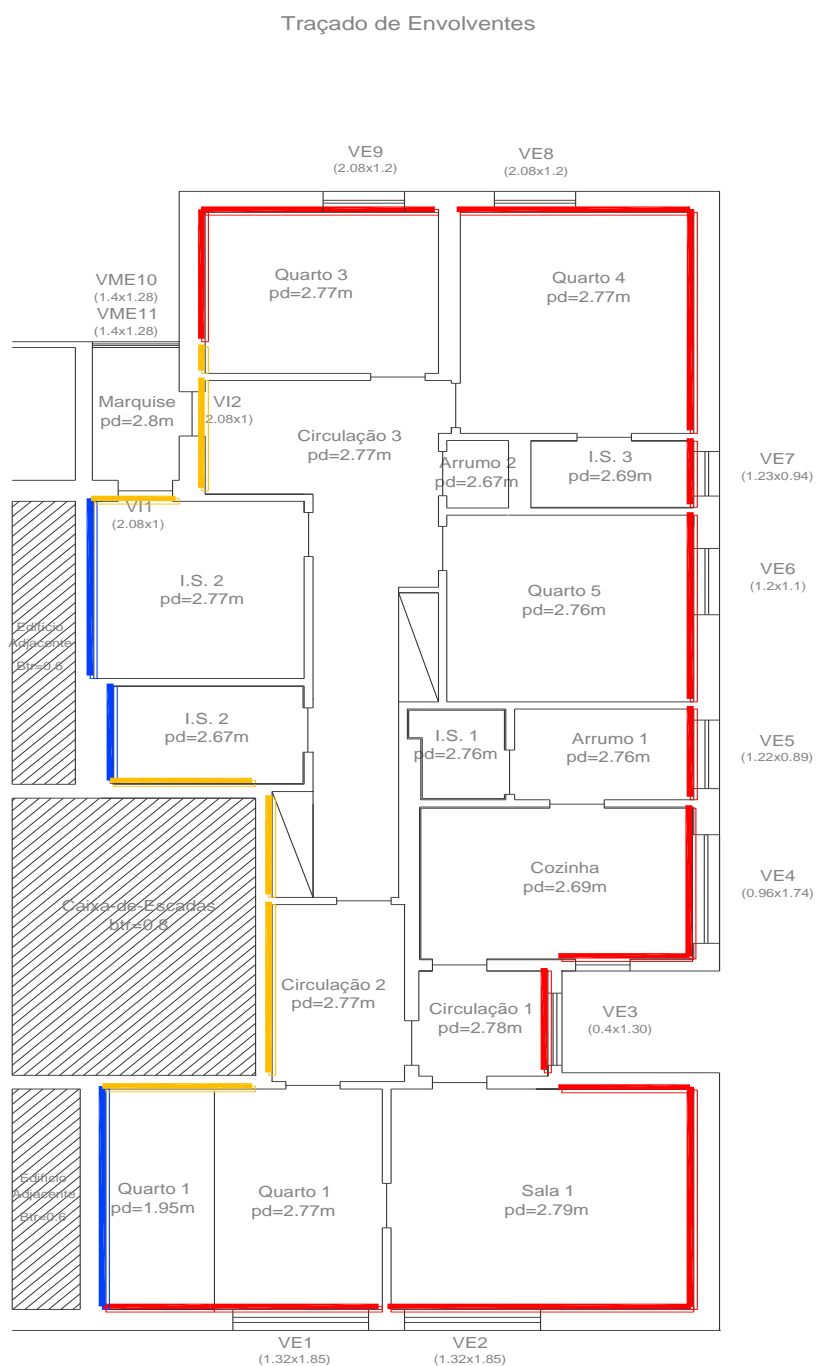 Traçado de Envolventes
VE9
(2.08x1.2)
VE8
(2.08x1.2)
Quarto 3
pd=2.77m
Quarto 4
pd=2.77m
VME10
(1.4x1.28)
VME11
(1.4x1.28)
Marquise
pd=2.8m
VI2
(2.08x1)
Circulação 3
pd=2.77m
Arrumo 2
pd=2.67m
I.S. 3
pd=2.69m
VE7
(1.23x0.94)
VI1
(2.08x1)
I.S. 2
pd=2.77m
Quarto 5
pd=2.76m
VE6
(1.2x1.1)
Edifício
Adjacente
Btr=0.6
I.S. 2
pd=2.67m
I.S. 1
pd=2.76m
Arrumo 1
pd=2.76m
VE5
(1.22x0.89)
Cozinha
pd=2.69m
VE4
(0.96x1.74)
Caixa-de-Escadas
btr=0.8
Circulação 2
pd=2.77m
Circulação 1
pd=2.78m
VE3
(0.4x1.30)
Edifício
Adjacente
Btr=0.6
Quarto 1
pd=1.95m
Quarto 1
pd=2.77m
Sala 1
pd=2.79m
VE1
(1.32x1.85)
VE2
(1.32x1.85)